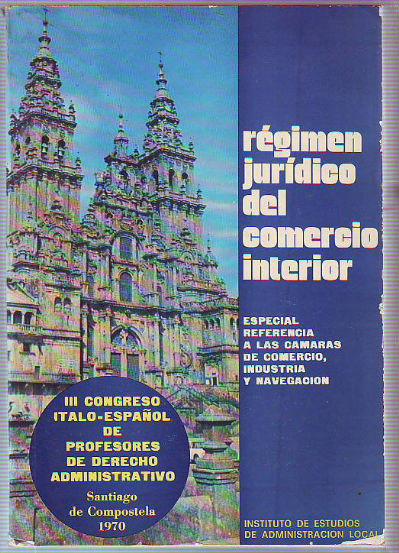 régimen
jurídico
del
comercio
interior
ESPECIAL
REFERENCIA
A LAS CAMARAS
DE COMERCIO,
INDUSTRIA
Y NAVEGACION
III CONGRESO
ITALO-ESPAÑOL
DE
PROFESORES
DE DERECHO
ADMINISTRATIVO
Santiago
de Compostela
1970
INSTITUTO DE ESTUDIOS
DE ADMINISTRACION LOCAL